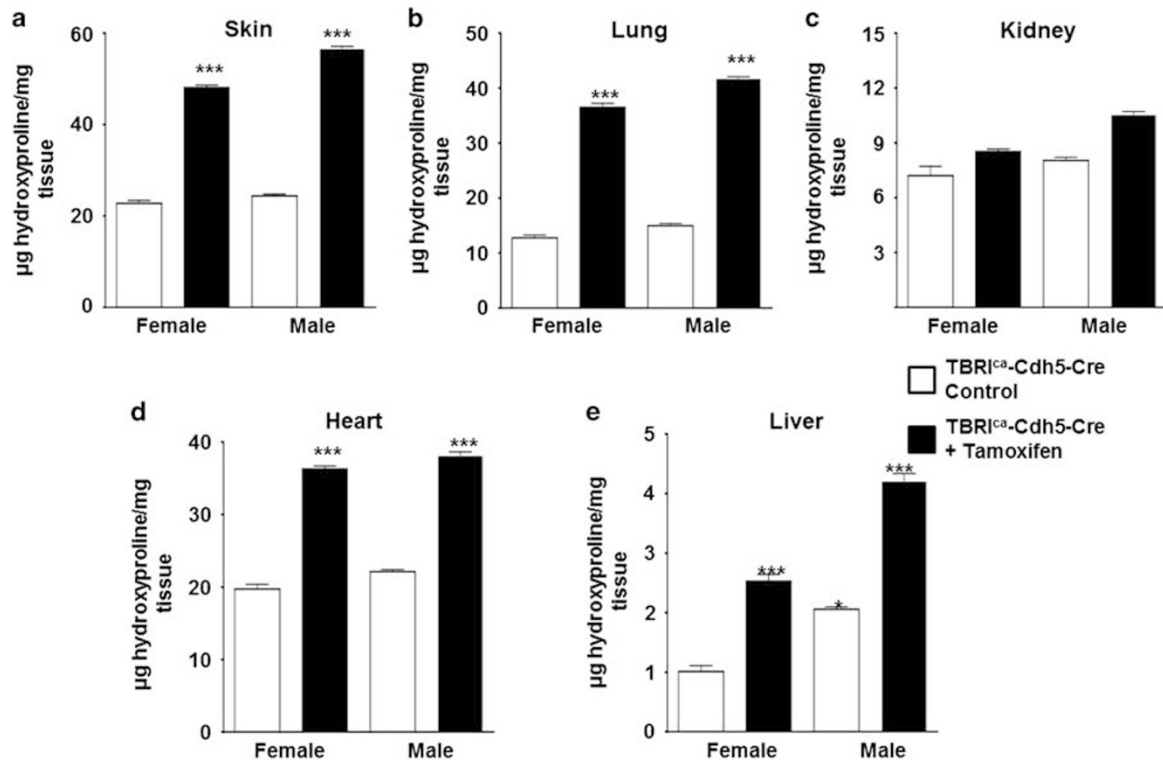 a
Skin
µg hydroxyproline/mg
tissue
60
40
20
0
***
***
Female
Male
b
Lung
µg hydroxyproline/mg
tissue
50
40
30
20
10
0
***
***
Female
Male
c
Kidney
µg hydroxyproline/mg
tissue
15
12
9
6
3
Female
Male
TBRIᶜᵃ-Cdh5-Cre
Control
TBRIᶜᵃ-Cdh5-Cre
+ Tamoxifen
d
Heart
µg hydroxyproline/mg
tissue
40
30
20
10
0
***
***
Female
Male
e
Liver
µg hydroxyproline/mg
tissue
5
4
3
2
1
0
***
*
***
Female
Male